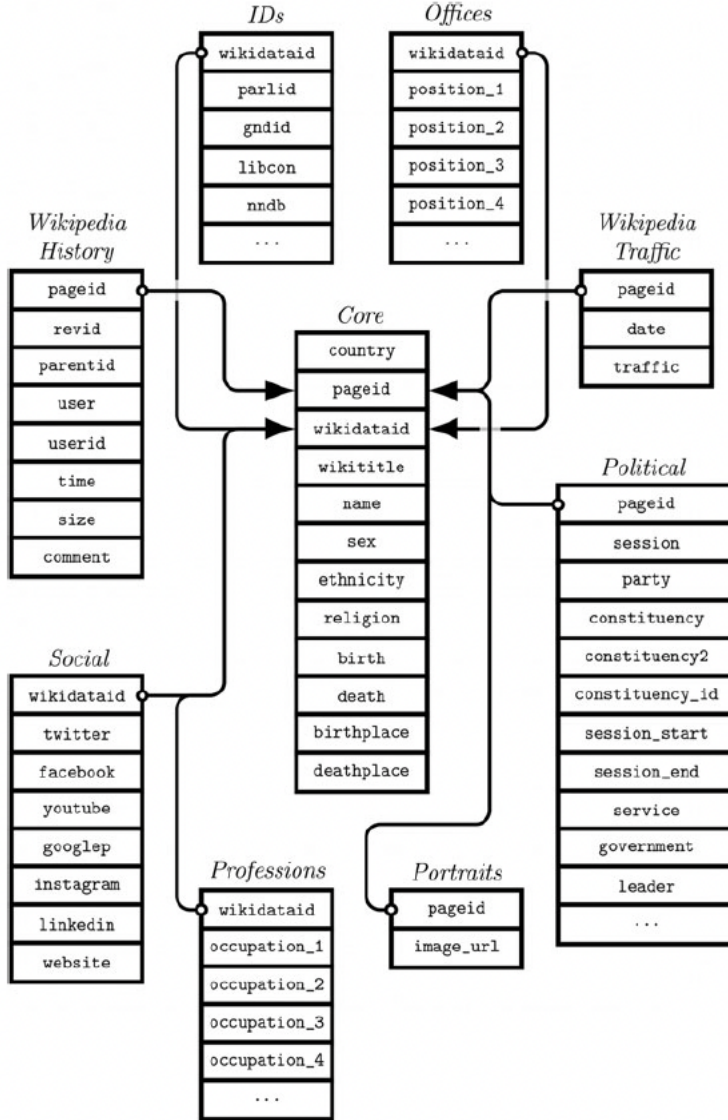 IDs
wikidataid
parlid
gndid
libcon
nndb
...
Offices
wikidataid
position_1
position_2
position_3
position_4
...
Wikipedia
History
pageid
revid
parentid
user
userid
time
size
comment
Core
country
pageid
wikidataid
wikititle
name
sex
ethnicity
religion
birth
death
birthplace
deathplace
Wikipedia
Traffic
pageid
date
traffic
Political
pageid
session
party
constituency
constituency2
constituency_id
session_start
session_end
service
government
leader
...
Social
wikidataid
twitter
facebook
youtube
googlep
instagram
linkedin
website
Professions
wikidataid
occupation_1
occupation_2
occupation_3
occupation_4
...
Portraits
pageid
image_url